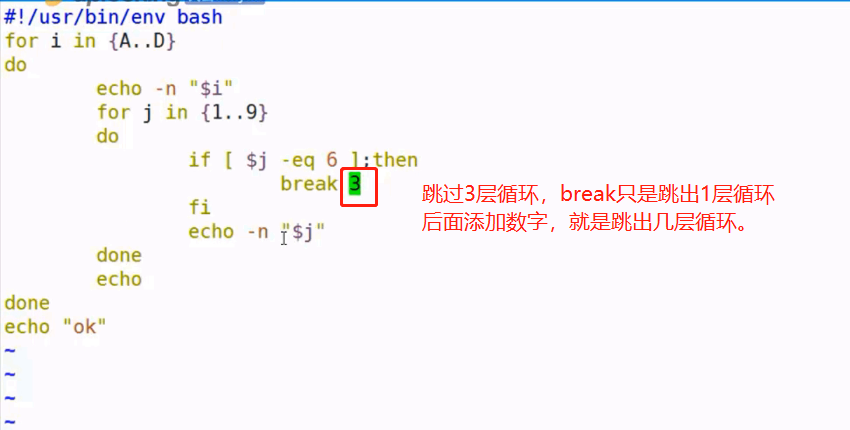 #!/usr/bin/env bash
for i in {A..D}
do
        echo -n "$i"
        for j in {1..9}
        do
                if [ $j -eq 6 ];then
                        break 3
                fi
                echo -n "$j"
        done
        echo
done
echo "ok"
~
~
~
~
跳过3层循环，break只是跳出1层循环
后面添加数字，就是跳出几层循环。